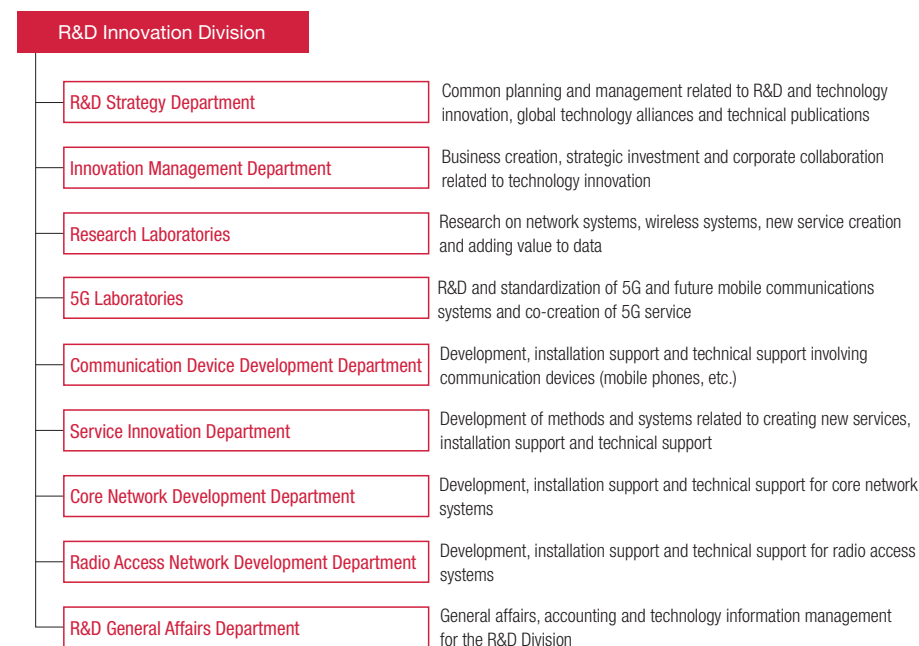 R&D Innovation Division
R&D Strategy Department
Common planning and management related to R&D and technology
innovation, global technology alliances and technical publications
Innovation Management Department
Business creation, strategic investment and corporate collaboration
related to technology innovation
Research Laboratories
Research on network systems, wireless systems, new service creation
and adding value to data
5G Laboratories
R&D and standardization of 5G and future mobile communications
systems and co-creation of 5G service
Communication Device Development Department
Development, installation support and technical support involving
communication devices (mobile phones, etc.)
Service Innovation Department
Development of methods and systems related to creating new services,
installation support and technical support
Core Network Development Department
Development, installation support and technical support for core network
systems
Radio Access Network Development Department
Development, installation support and technical support for radio access
systems
R&D General Affairs Department
General affairs, accounting and technology information management
for the R&D Division